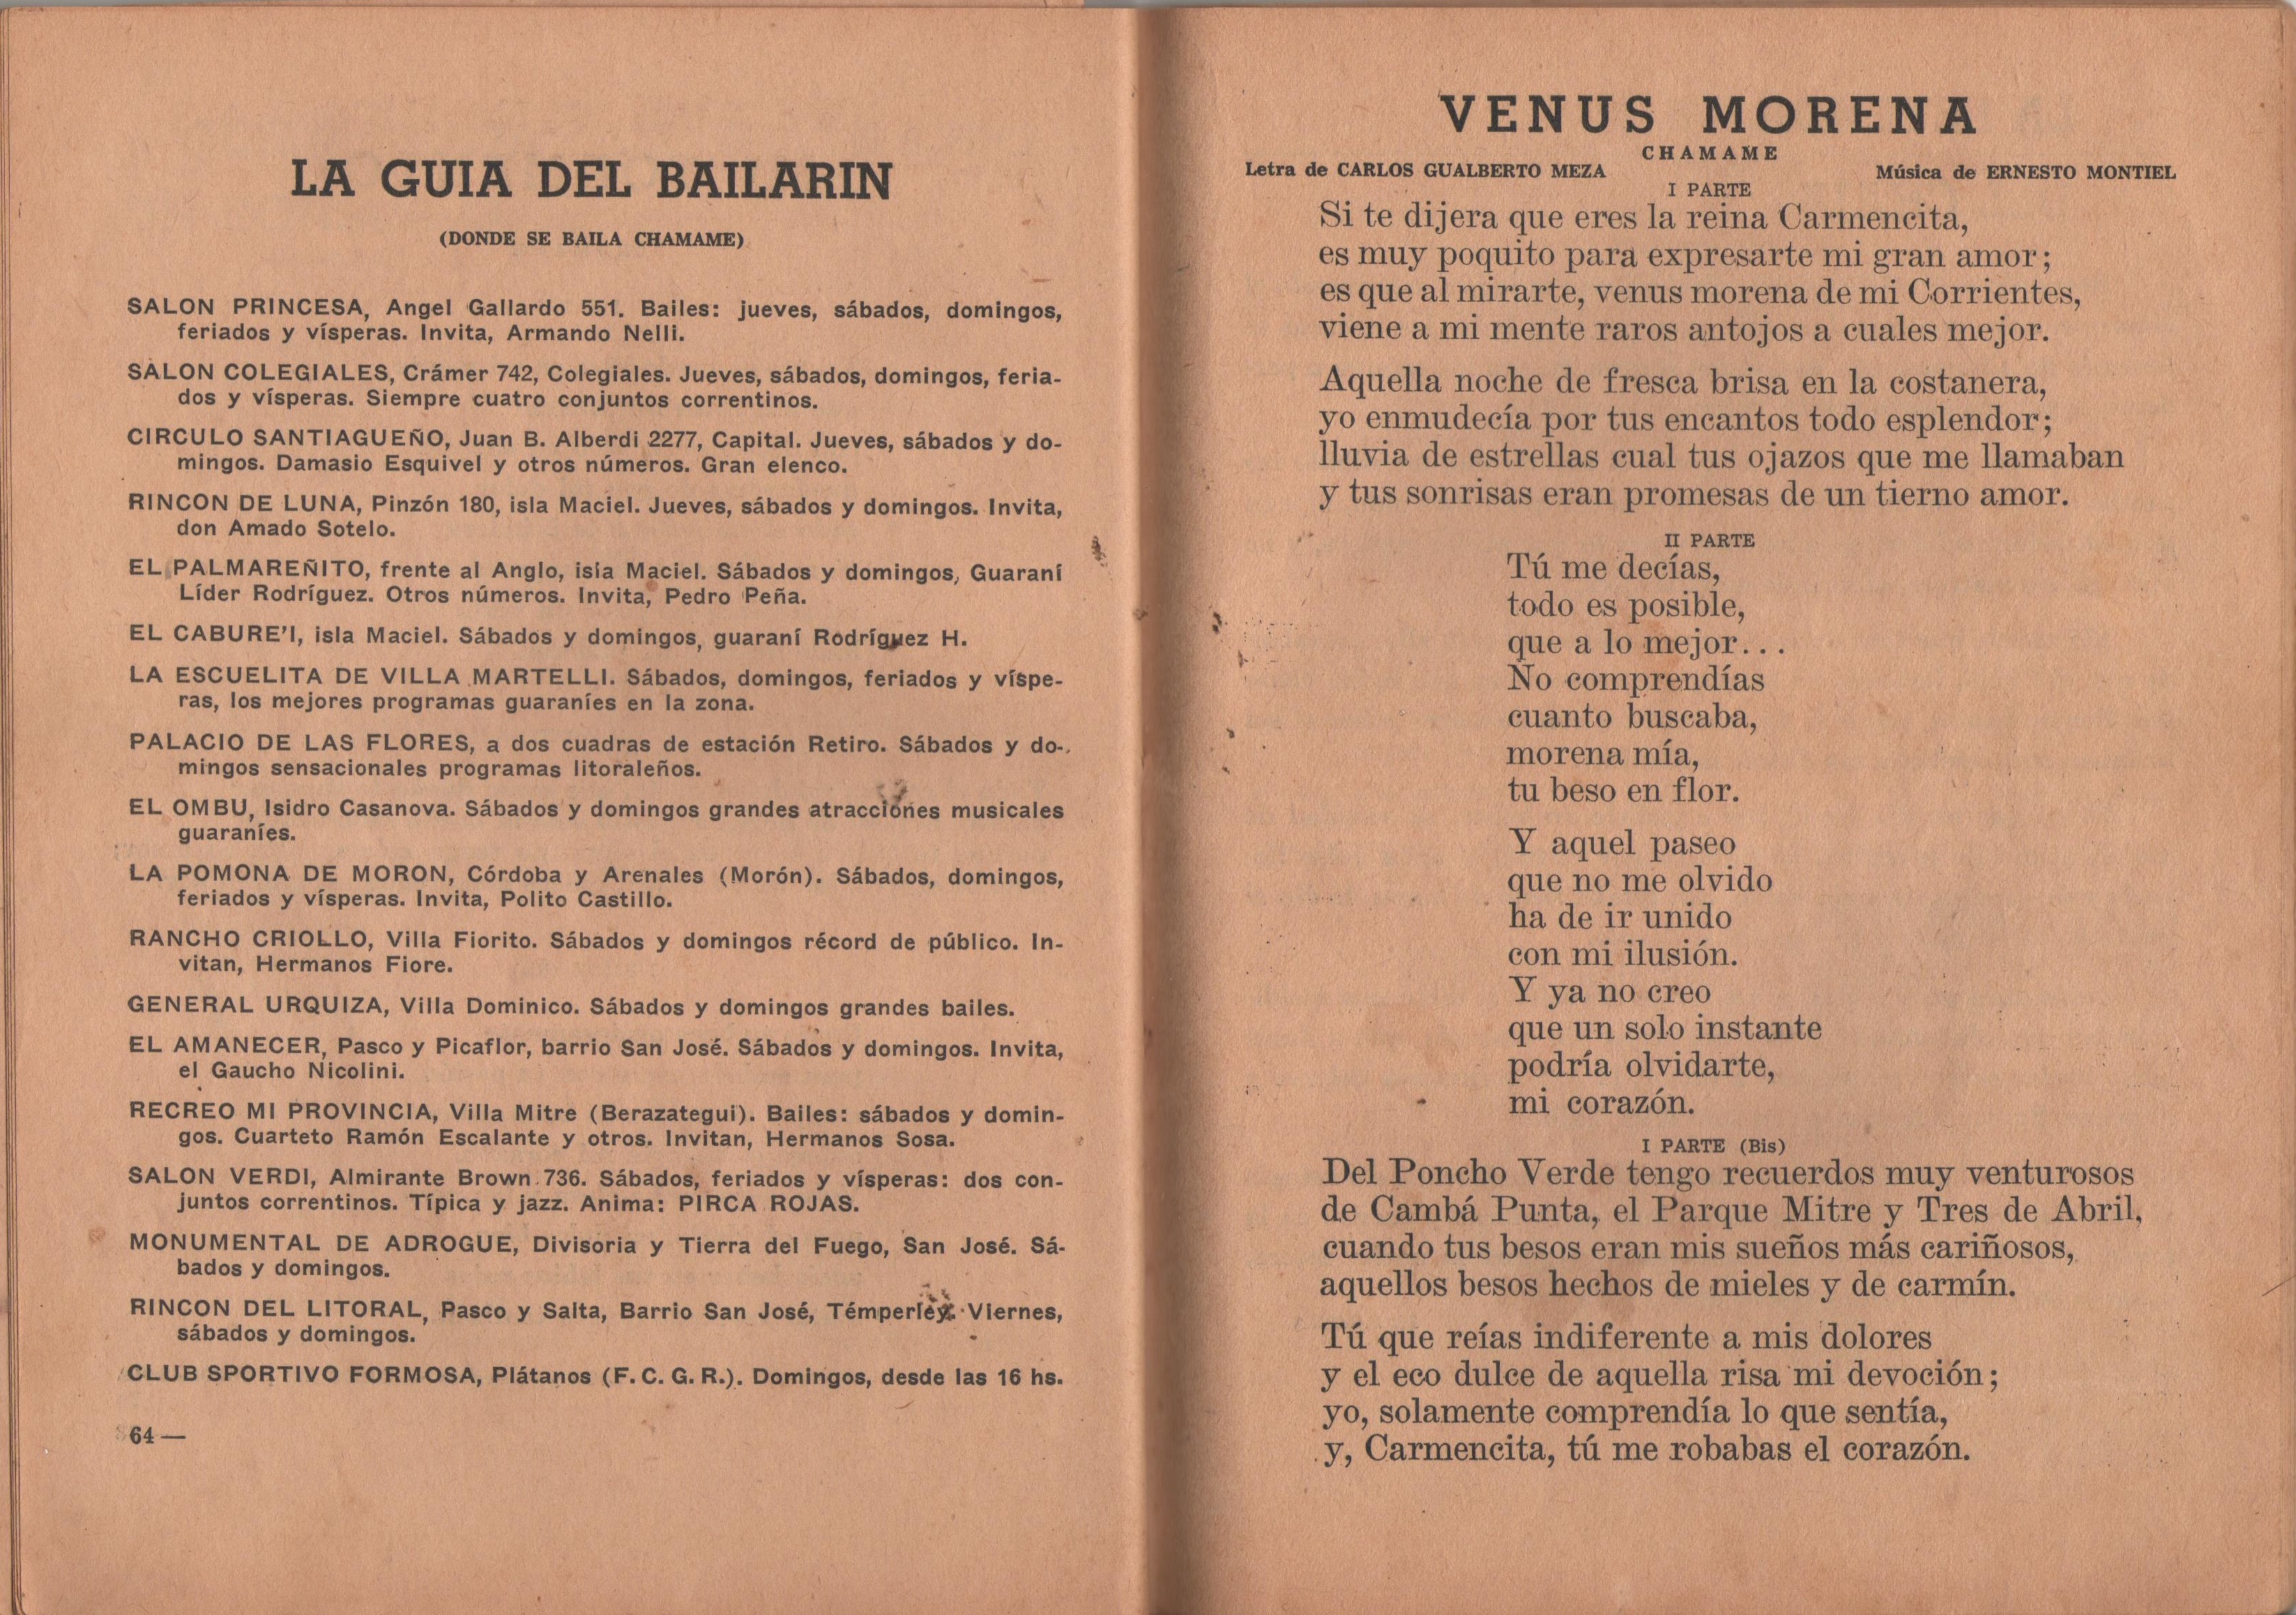 LA GUIA DEL BAILARIN
(DONDE SE BAILA CHAMAME)
SALON PRINCESA, Angel Gallardo 551. Bailes: jueves, sábados, domingos,
feriados y vísperas. Invita, Armando Nelli.
SALON COLEGIALES, Crámer 742, Colegiales. Jueves, sábados, domingos, feria-
dos y vísperas. Siempre cuatro conjuntos correntinos.
CIRCULO SANTIAGUEÑO, Juan B. Alberdi 2277, Capital. Jueves, sábados y do-
mingos. Damasio Esquivel y otros números. Gran elenco.
RINCON DE LUNA, Pinzón 180, isla Maciel. Jueves, sábados y domingos. Invita,
don Amado Sotelo.
EL PALMAREÑITO, frente al Anglo, isla Maciel. Sábados y domingos, Guaraní
Líder Rodríguez. Otros números. Invita, Pedro Peña.
EL CABURE'I, isla Maciel. Sábados y domingos, guaraní Rodríguez H.
LA ESCUELITA DE VILLA MARTELLI. Sábados, domingos, feriados y víspe-
ras, los mejores programas guaraníes en la zona.
PALACIO DE LAS FLORES, a dos cuadras de estación Retiro. Sábados y do-
mingos sensacionales programas litoraleños.
EL OMBU, Isidro Casanova. Sábados y domingos grandes atracciones musicales
guaraníes.
LA POMONA DE MORON, Córdoba y Arenales (Morón). Sábados, domingos,
feriados y vísperas. Invita, Polito Castillo.
RANCHO CRIOLLO, Villa Fiorito. Sábados y domingos récord de público. In-
vitan, Hermanos Fiore.
GENERAL URQUIZA, Villa Dominico. Sábados y domingos grandes bailes.
EL AMANECER, Pasco y Picaflor, barrio San José. Sábados y domingos. Invita,
el Gaucho Nicolini.
RECREO MI PROVINCIA, Villa Mitre (Berazategui). Bailes: sábados y domin-
gos. Cuarteto Ramón Escalante y otros. Invitan, Hermanos Sosa.
SALON VERDI, Almirante Brown 736. Sábados, feriados y vísperas: dos con-
juntos correntinos. Típica y jazz. Anima: PIRCA ROJAS.
MONUMENTAL DE ADROGUE, Divisoria y Tierra del Fuego, San José. Sá-
bados y domingos.
RINCON DEL LITORAL, Pasco y Salta, Barrio San José, Témperley. Viernes,
sábados y domingos.
CLUB SPORTIVO FORMOSA, Plátanos (F. C. G. R.). Domingos, desde las 16 hs.
64 —
VENUS MORENA
CHAMAME
Letra de CARLOS GUALBERTO MEZA
Música de ERNESTO MONTIEL
I PARTE
Si te dijera que eres la reina Carmencita,
es muy poquito para expresarte mi gran amor;
es que al mirarte, venus morena de mi Corrientes,
viene a mi mente raros antojos a cuales mejor.
Aquella noche de fresca brisa en la costanera,
yo enmudecía por tus encantos todo esplendor;
lluvia de estrellas cual tus ojazos que me llamaban
y tus sonrisas eran promesas de un tierno amor.
II PARTE
Tú me decías,
todo es posible,
que a lo mejor...
No comprendías
cuanto buscaba,
morena mía,
tu beso en flor.
Y aquel paseo
que no me olvido
ha de ir unido
con mi ilusión.
Y ya no creo
que un solo instante
podría olvidarte,
mi corazón.
I PARTE (Bis)
Del Poncho Verde tengo recuerdos muy venturosos
de Cambá Punta, el Parque Mitre y Tres de Abril,
cuando tus besos eran mis sueños más cariñosos,
aquellos besos hechos de mieles y de carmín.
Tú que reías indiferente a mis dolores
y el eco dulce de aquella risa mi devoción;
yo, solamente comprendía lo que sentía,
y, Carmencita, tú me robabas el corazón.